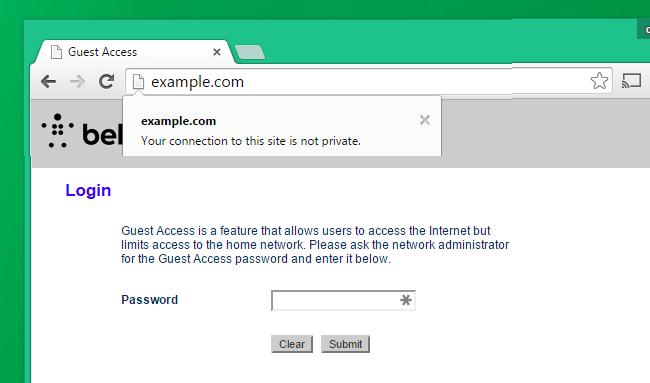 Guest Access
example.com
example.com
Your connection to this site is not private.
bel
Login
Guest Access is a feature that allows users to access the Internet but
limits access to the home network. Please ask the network administrator
for the Guest Access password and enter it below.
Password
Clear Submit